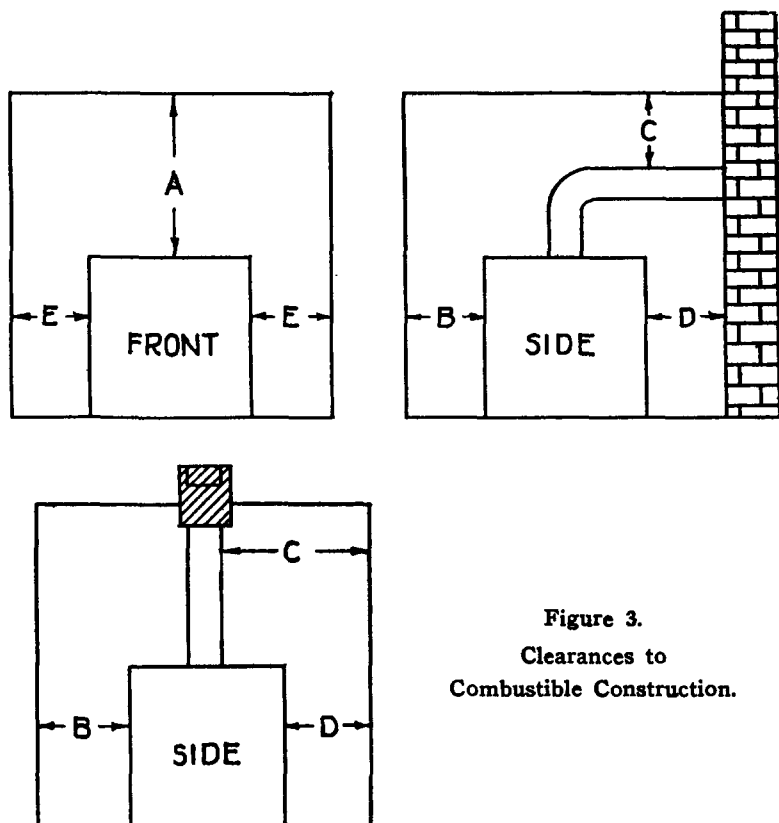 A
E
E
FRONT
C
B
D
SIDE
C
B
D
SIDE
Figure 3.
Clearances to
Combustible Construction.